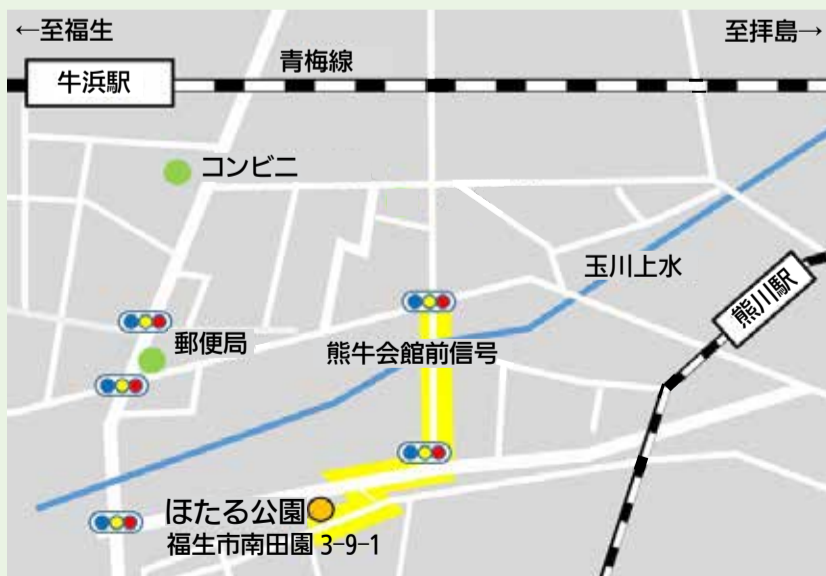 ←至福生
至拝島→
青梅線
牛浜駅
コンビニ
玉川上水
熊川駅
郵便局
熊牛会館前信号
ほたる公園
福生市南田園 3-9-1